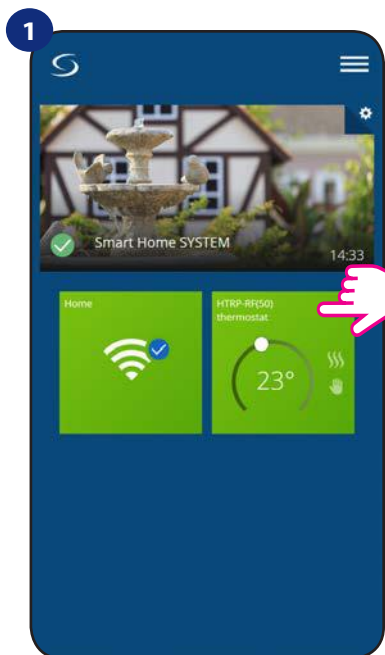 1
Smart Home SYSTEM
14:33
Home
HTRP-RF(50)
thermostat
23°